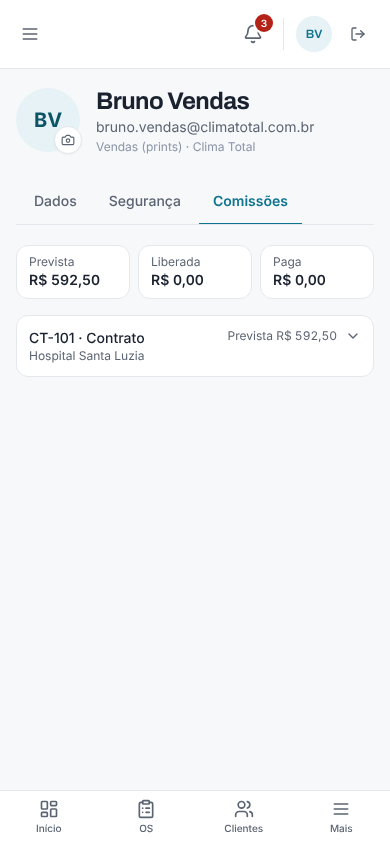 3
BV
BV
Bruno Vendas
bruno.vendas@climatotal.com.br
Vendas (prints) · Clima Total
Dados
Segurança
Comissões
Prevista
R$ 592,50
Liberada
R$ 0,00
Paga
R$ 0,00
CT-101 · Contrato
Prevista R$ 592,50
Hospital Santa Luzia
Início
OS
Clientes
Mais